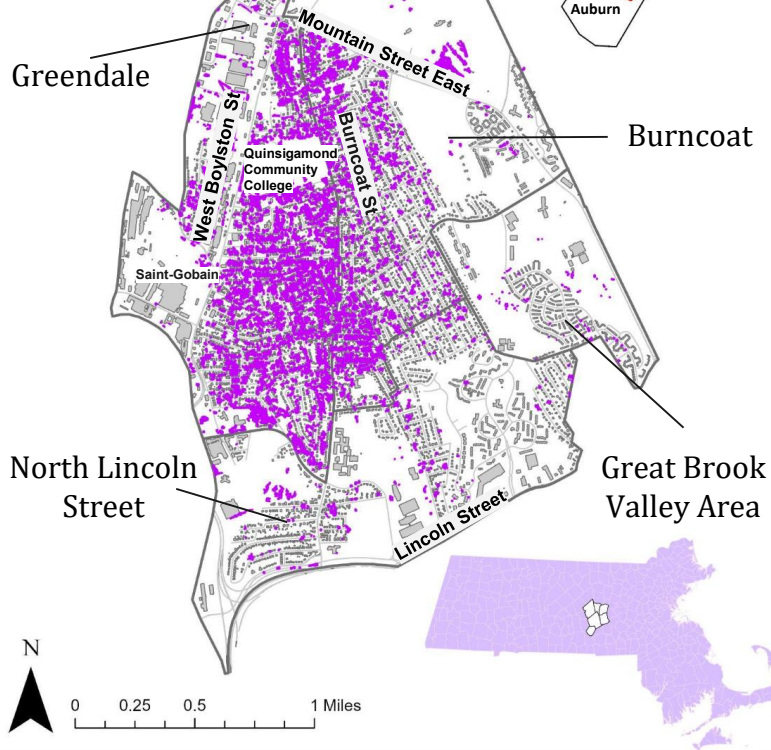 Auburn
Mountain Street East
Greendale
West Boylston St
Burncoat St
Burncoat
Quinsigamond
Community
College
Saint-Gobain
North Lincoln
Street
Great Brook
Valley Area
Lincoln Street
N
0 0.25 0.5 1 Miles